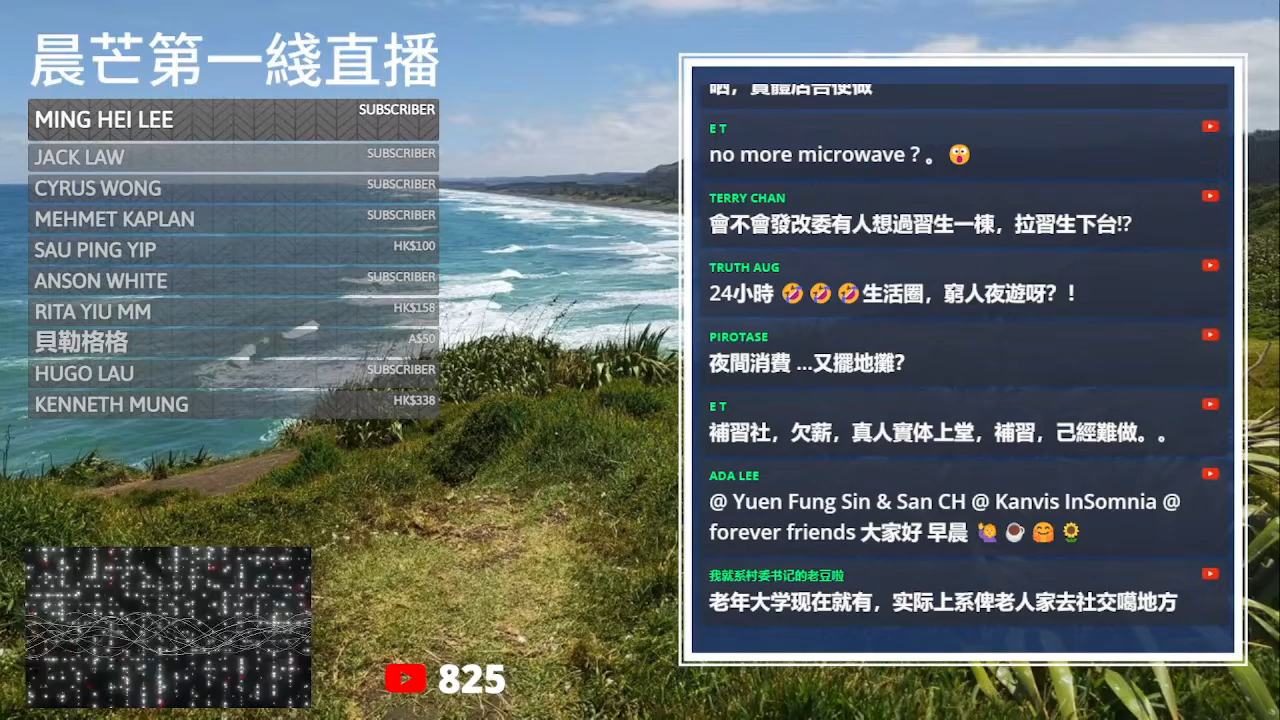 晨芒第一綫直播
MING HEI LEE SUBSCRIBER
JACK LAW SUBSCRIBER
CYRUS WONG SUBSCRIBER
MEHMET KAPLAN SUBSCRIBER
SAU PING YIP HK$100
ANSON WHITE SUBSCRIBER
RITA YIU MM HK$158
貝勒格格 A$50
HUGO LAU SUBSCRIBER
KENNETH MUNG HK$338
825
E T
no more microwave ? 。 😲
TERRY CHAN
會不會發改委有人想過習生一棟，拉習生下台!?
TRUTH AUG
24小時 🤣 🤣 🤣 生活圈，窮人夜遊呀? ！
PIROTASE
夜間消費 ...又擺地攤?
E T
補習社，欠薪，真人實体上堂，補習，己經難做。。
ADA LEE
@ Yuen Fung Sin & San CH @ Kanvis InSomnia @
forever friends 大家好 早晨 🙋 ☕ 🤗 🌻
我就系村委书记的老豆啦
老年大学现在就有，实际上系俾老人家去社交噶地方